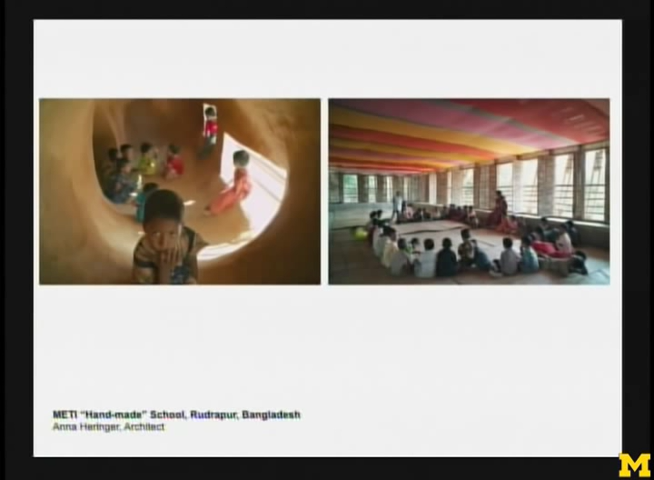 METI "Hand-made" School, Rudrapur, Bangladesh
Anna Heringer, Architect
M